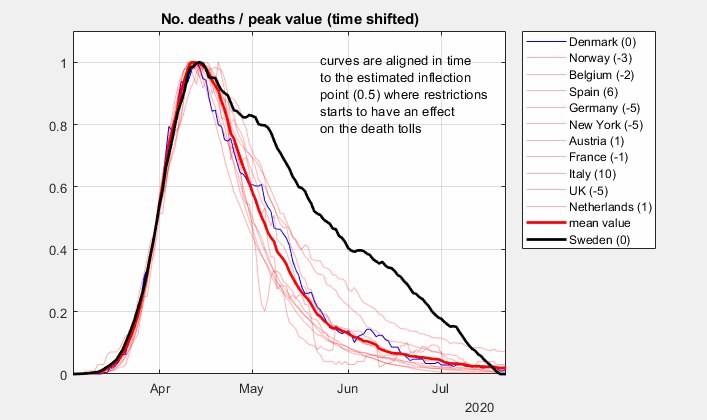 No. deaths / peak value (time shifted)
curves are aligned in time
to the estimated inflection
point (0.5) where restrictions
starts to have an effect
on the death tolls
1
0.8
0.6
0.4
0.2
0
Apr
May
Jun
Jul
2020
Denmark (0)
Norway (-3)
Belgium (-2)
Spain (6)
Germany (-5)
New York (-5)
Austria (1)
France (-1)
Italy (10)
UK (-5)
Netherlands (1)
mean value
Sweden (0)